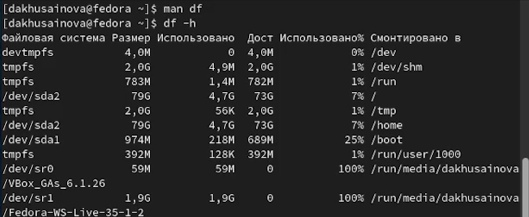 [dakhusainova@fedora ~]$ man df
[dakhusainova@fedora ~]$ df -h
Файловая система Размер Использовано  Дост Использовано% Смонтировано в
devtmpfs           4,0M            0  4,0M            0% /dev
tmpfs              2,0G         4,9M  2,0G            1% /dev/shm
tmpfs              783M         1,4M  782M            1% /run
/dev/sda2           79G         4,7G   73G            7% /
tmpfs              2,0G          56K  2,0G            1% /tmp
/dev/sda2           79G         4,7G   73G            7% /home
/dev/sda1          974M         218M  689M           25% /boot
tmpfs              392M         128K  392M            1% /run/user/1000
/dev/sr0            59M          59M     0          100% /run/media/dakhusainova
/VBox_GAs_6.1.26
/dev/sr1           1,9G         1,9G     0          100% /run/media/dakhusainova
/Fedora-WS-Live-35-1-2